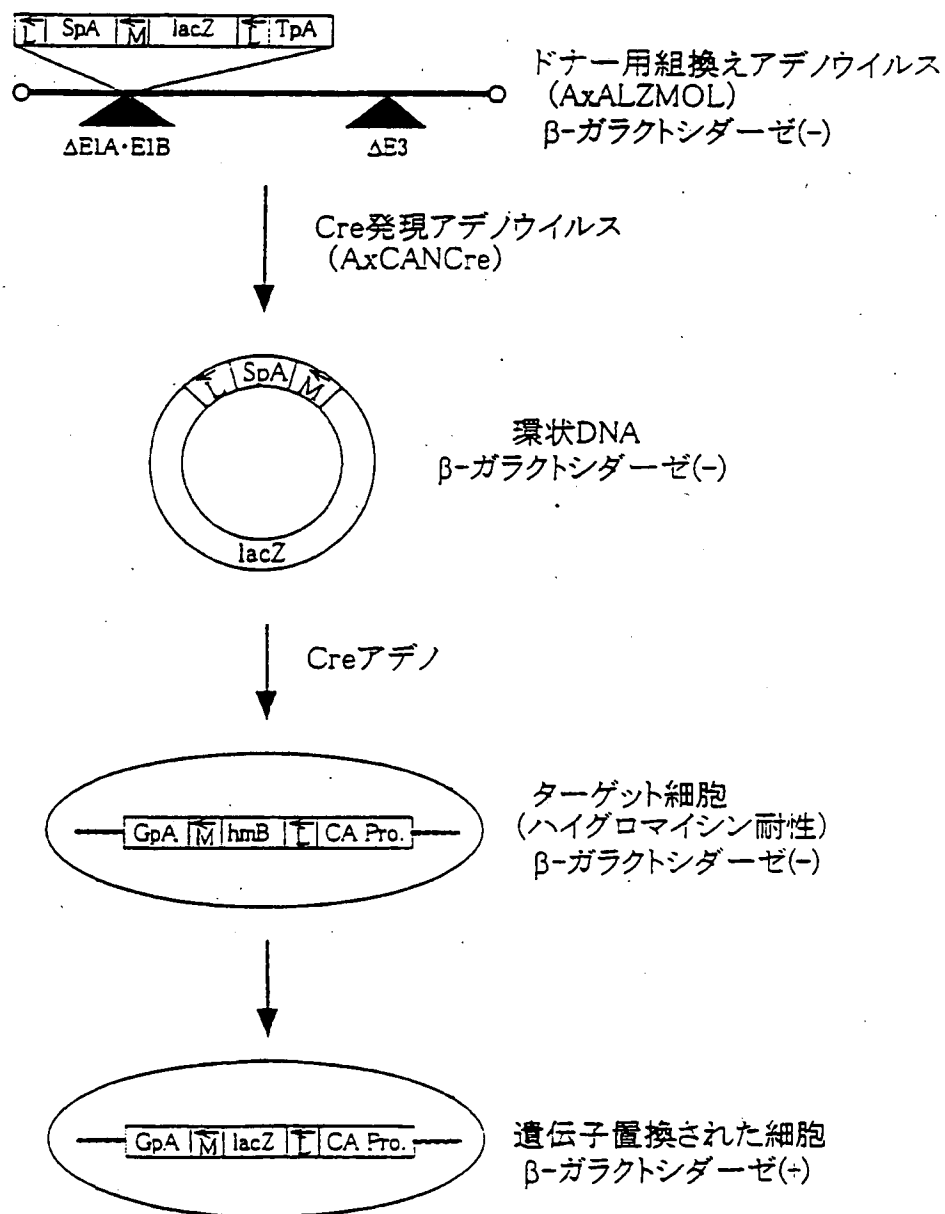 L SpA M lacZ L TpA
ドナー用組換えアデノウイルス
(AxALZMOL)
β-ガラクトシダーゼ(-)
ΔE1A・E1B
ΔE3
Cre発現アデノウイルス
(AxCANCre)
L SpA M
lacZ
環状DNA
β-ガラクトシダーゼ(-)
Creアデノ
ターゲット細胞
(ハイグロマイシン耐性)
β-ガラクトシダーゼ(-)
GpA M hmB L CA Pro.
GpA M lacZ L CA Pro.
遺伝子置換された細胞
β-ガラクトシダーゼ(+)